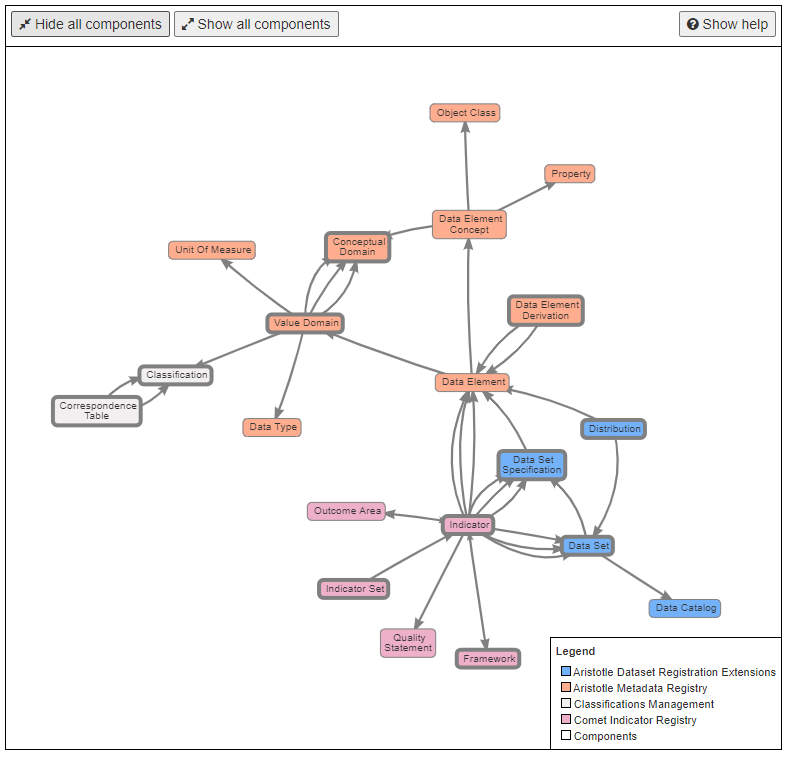 Hide all components
Show all components
Show help
Object Class
Property
Data Element
Concept
Conceptual
Domain
Unit Of Measure
Data Element
Derivation
Value Domain
Classification
Data Element
Correspondence
Table
Data Type
Distribution
Data Set
Specification
Outcome Area
Indicator
Data Set
Indicator Set
Data Catalog
Quality
Statement
Framework
Legend
Aristotle Dataset Registration Extensions
Aristotle Metadata Registry
Classifications Management
Comet Indicator Registry
Components